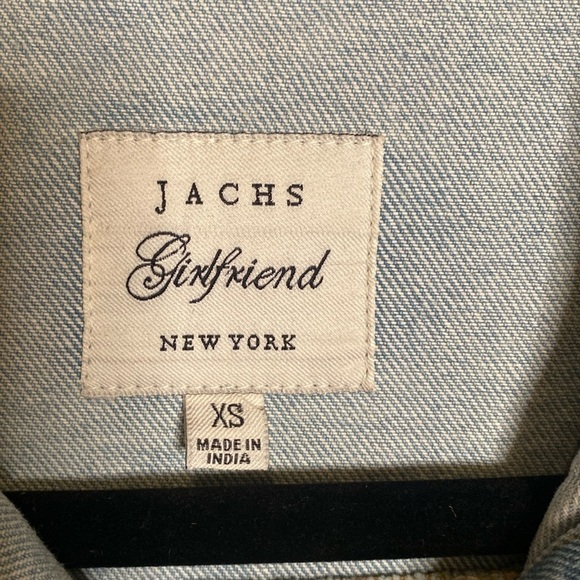 JACHS
Girlfriend
NEW YORK
XS
MADE IN
INDIA